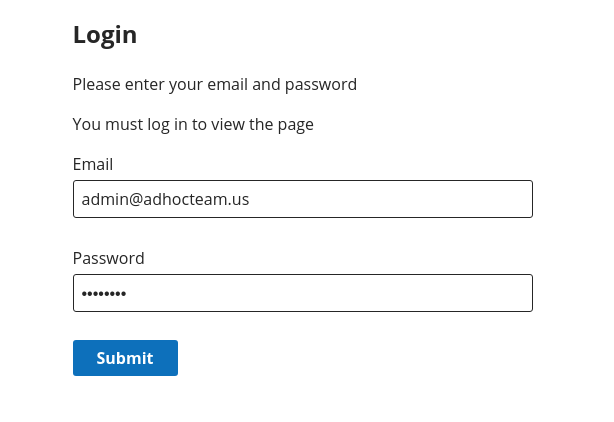 Login
Please enter your email and password
You must log in to view the page
Email
admin@adhocteam.us
Password
••••••••
Submit